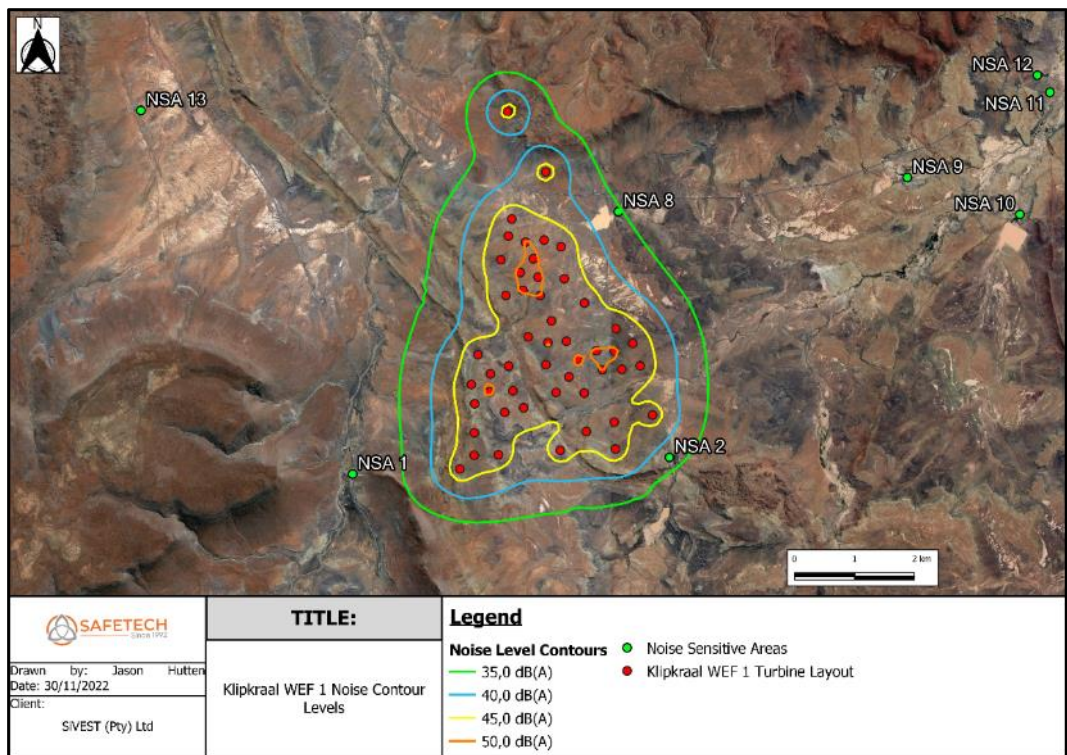 N
NSA 13
NSA 12
NSA 11
NSA 9
NSA 8
NSA 10
NSA 1
NSA 2
0 1 2 km
SAFETECH
Since 1992
Drawn by: Jason Hutten
Date: 30/11/2022
Client:
SiVEST (Pty) Ltd
TITLE:
Klipkraal WEF 1 Noise Contour
Levels
Legend
Noise Level Contours
35,0 dB(A)
40,0 dB(A)
45,0 dB(A)
50,0 dB(A)
Noise Sensitive Areas
Klipkraal WEF 1 Turbine Layout